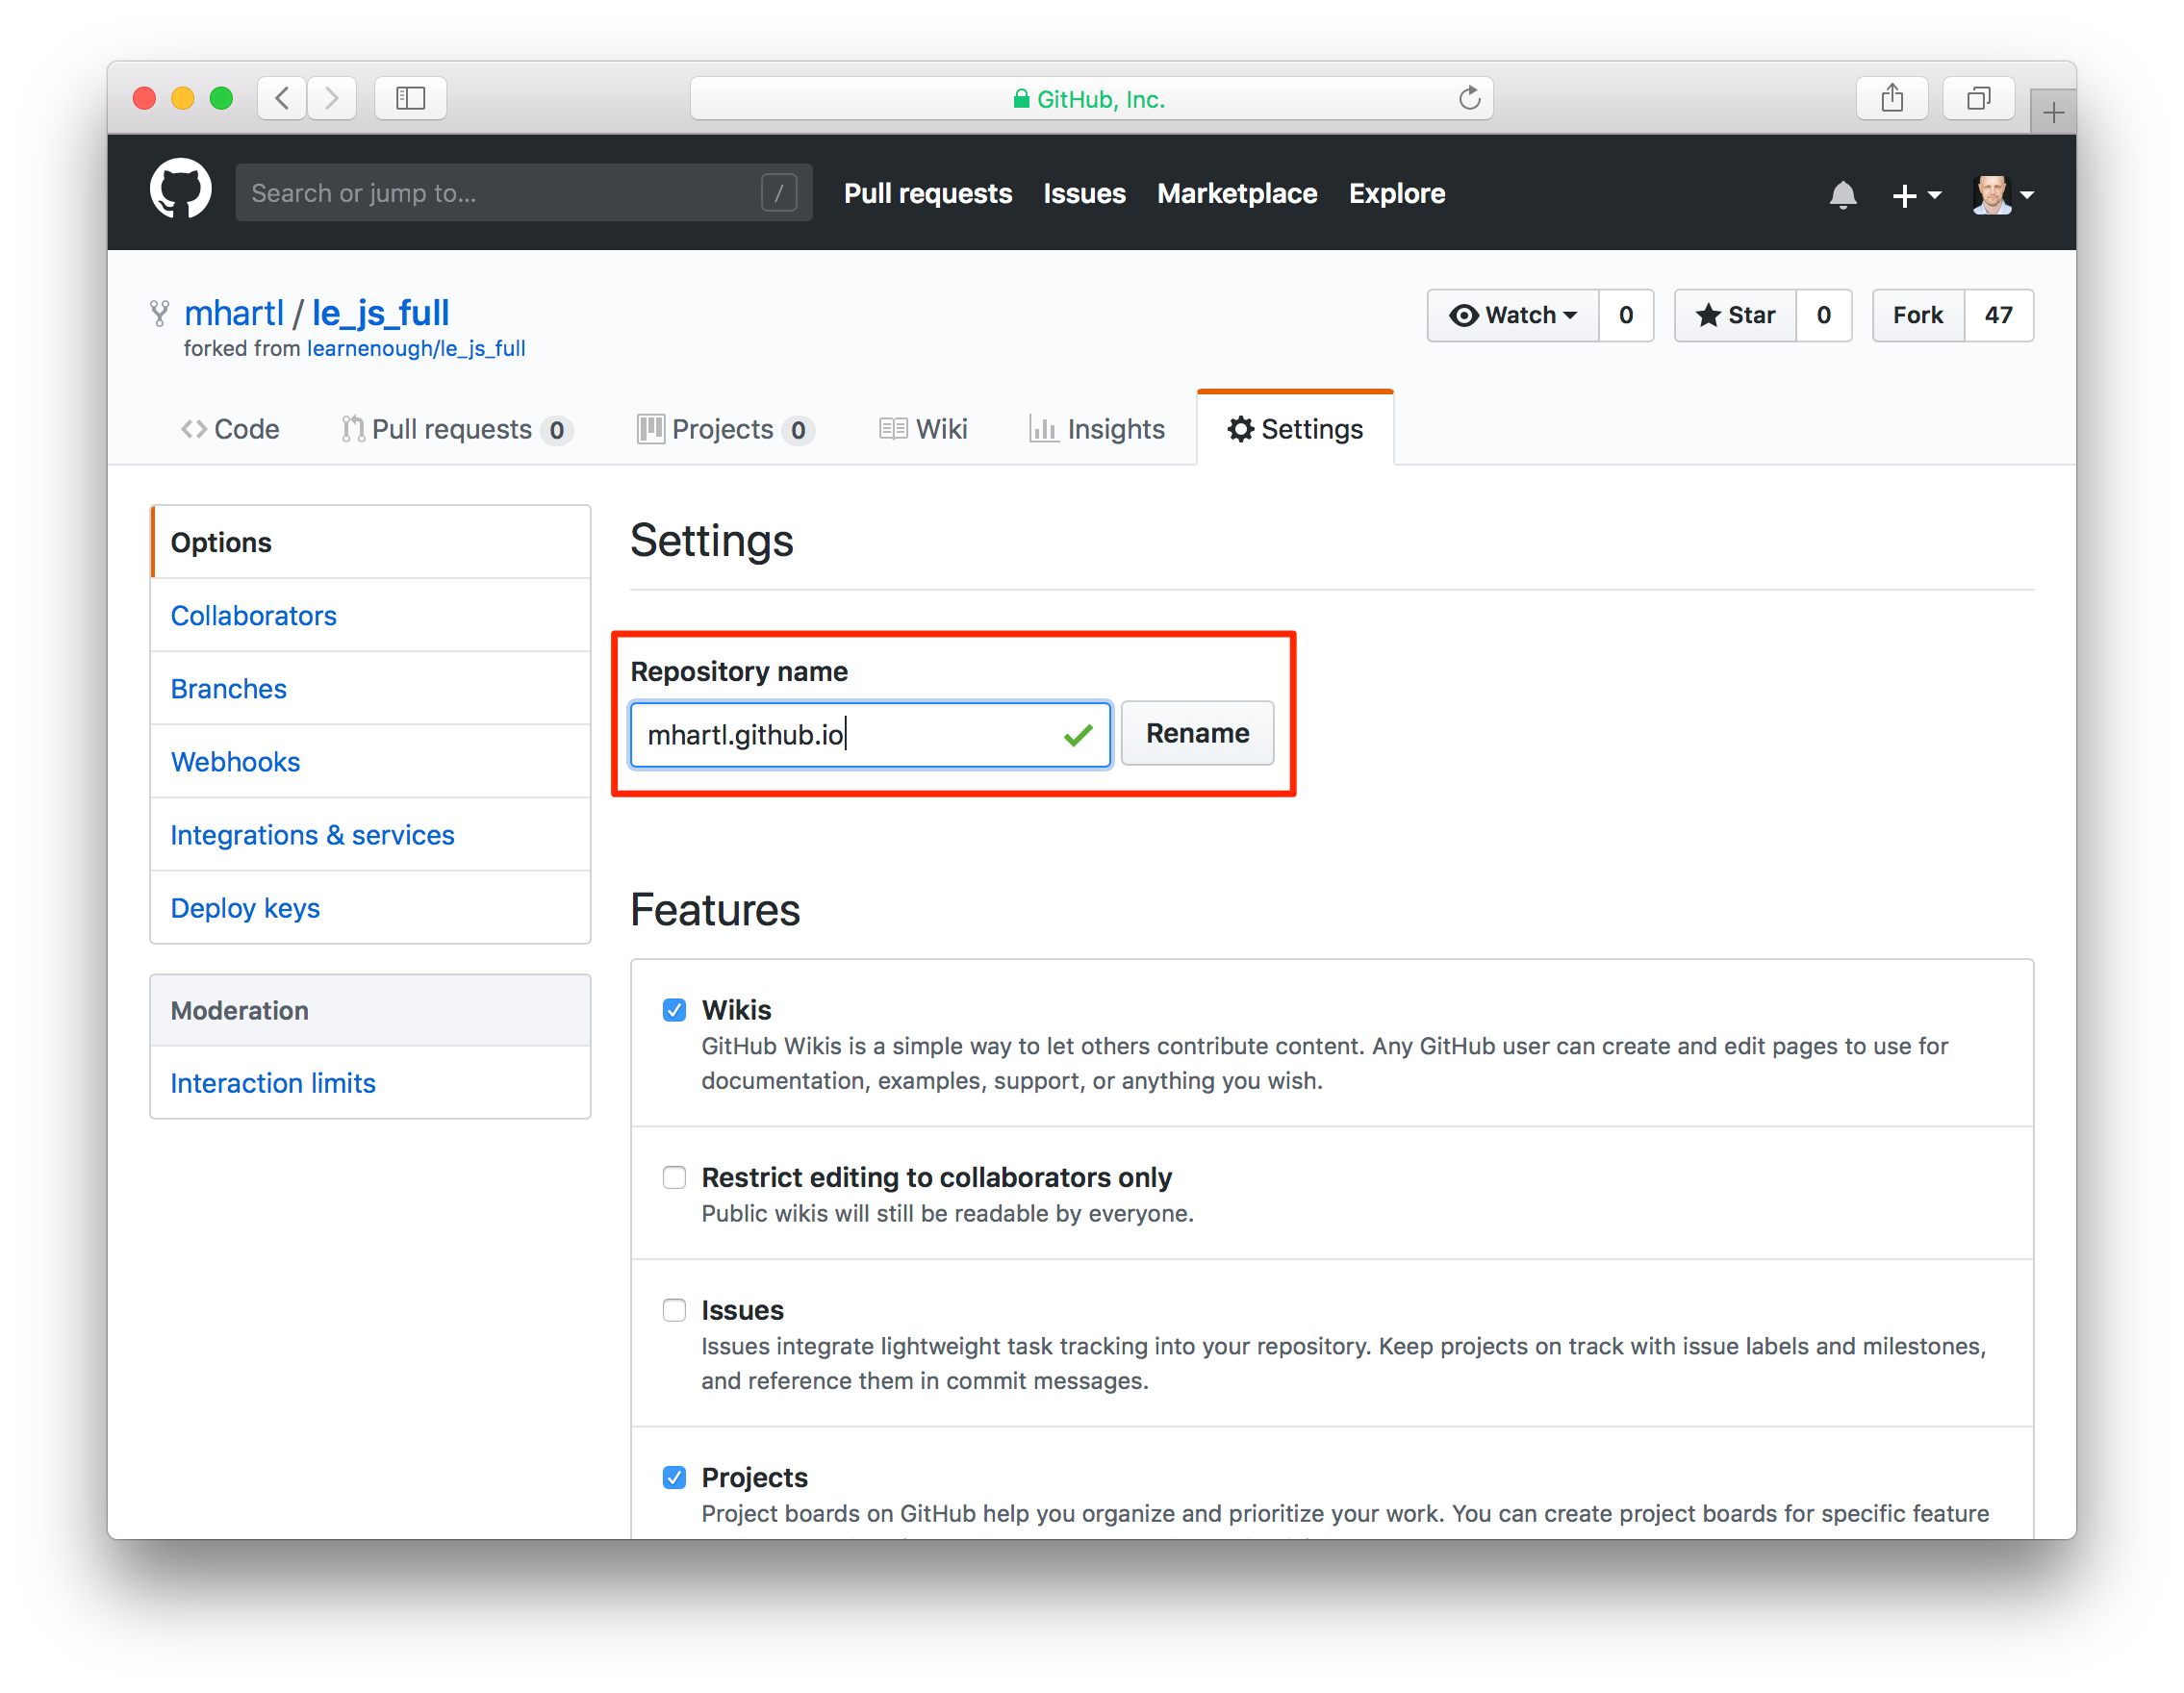 GitHub, Inc.
Search or jump to... /
Pull requests Issues Marketplace Explore
mhartl / le_js_full
forked from learnenough/le_js_full
Watch 0 Star 0 Fork 47
Code Pull requests 0 Projects 0 Wiki Insights Settings
Options
Collaborators
Branches
Webhooks
Integrations & services
Deploy keys
Moderation
Interaction limits
Settings
Repository name
mhartl.github.io Rename
Features
Wikis
GitHub Wikis is a simple way to let others contribute content. Any GitHub user can create and edit pages to use for
documentation, examples, support, or anything you wish.
Restrict editing to collaborators only
Public wikis will still be readable by everyone.
Issues
Issues integrate lightweight task tracking into your repository. Keep projects on track with issue labels and milestones,
and reference them in commit messages.
Projects
Project boards on GitHub help you organize and prioritize your work. You can create project boards for specific feature